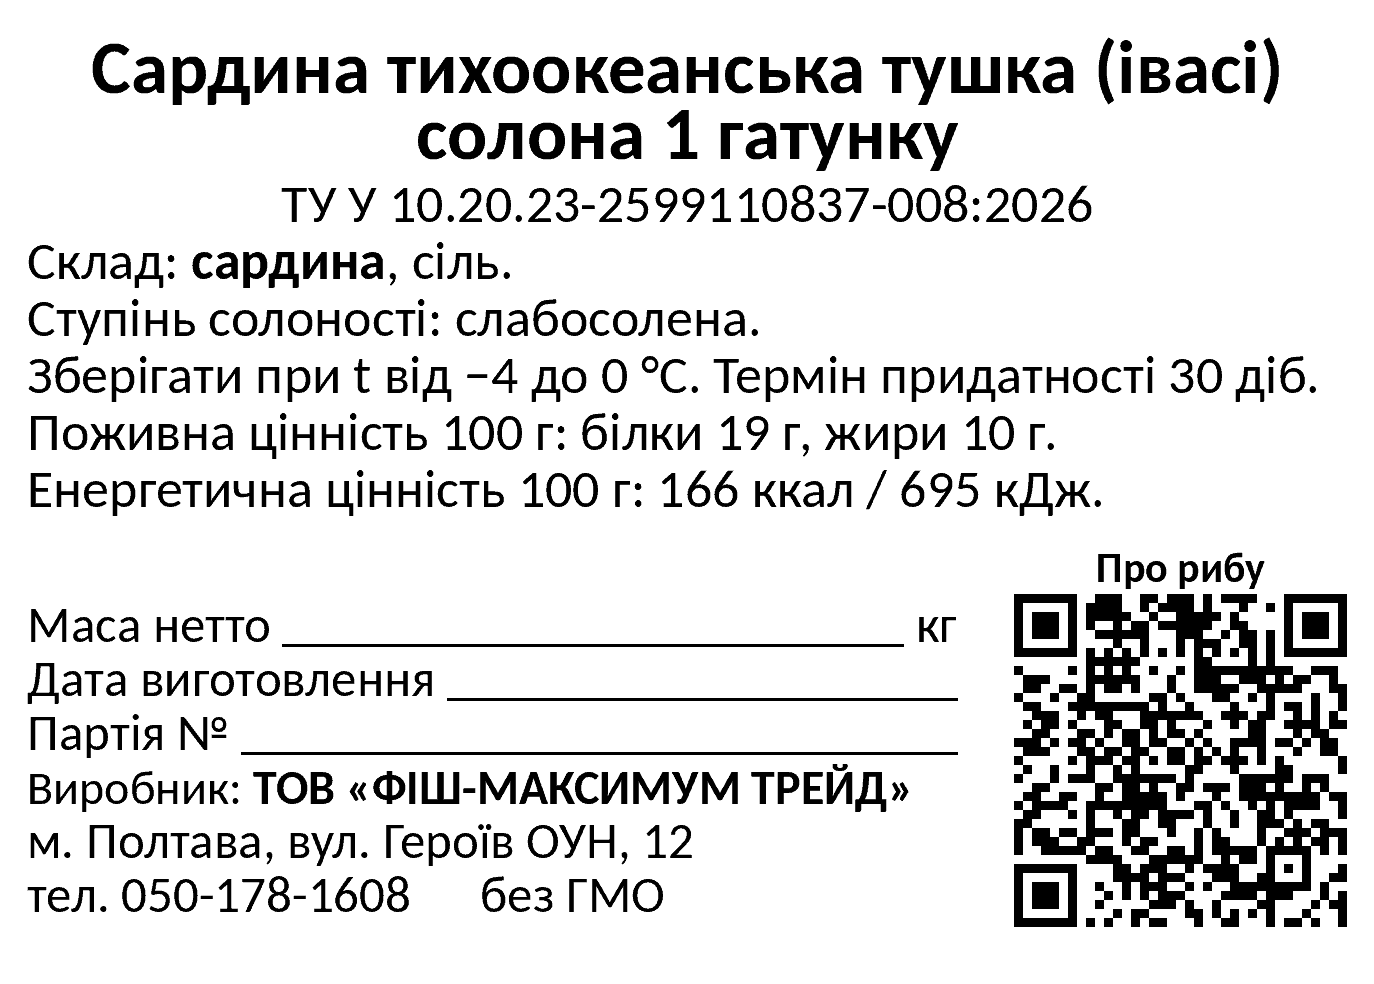 Сардина тихоокеанська тушка (івасі)
солона 1 гатунку
ТУ У 10.20.23-2599110837-008:2026
Склад: сардина, сіль.
Ступінь солоності: слабосолена.
Зберігати при t від −4 до 0 °С. Термін придатності 30 діб.
Поживна цінність 100 г: білки 19 г, жири 10 г.
Енергетична цінність 100 г: 166 ккал / 695 кДж.
Про рибу
Маса нетто ______ кг
Дата виготовлення ______
Партія № ______
Виробник: ТОВ «ФІШ-МАКСИМУМ ТРЕЙД»
м. Полтава, вул. Героїв ОУН, 12
тел. 050-178-1608 без ГМО